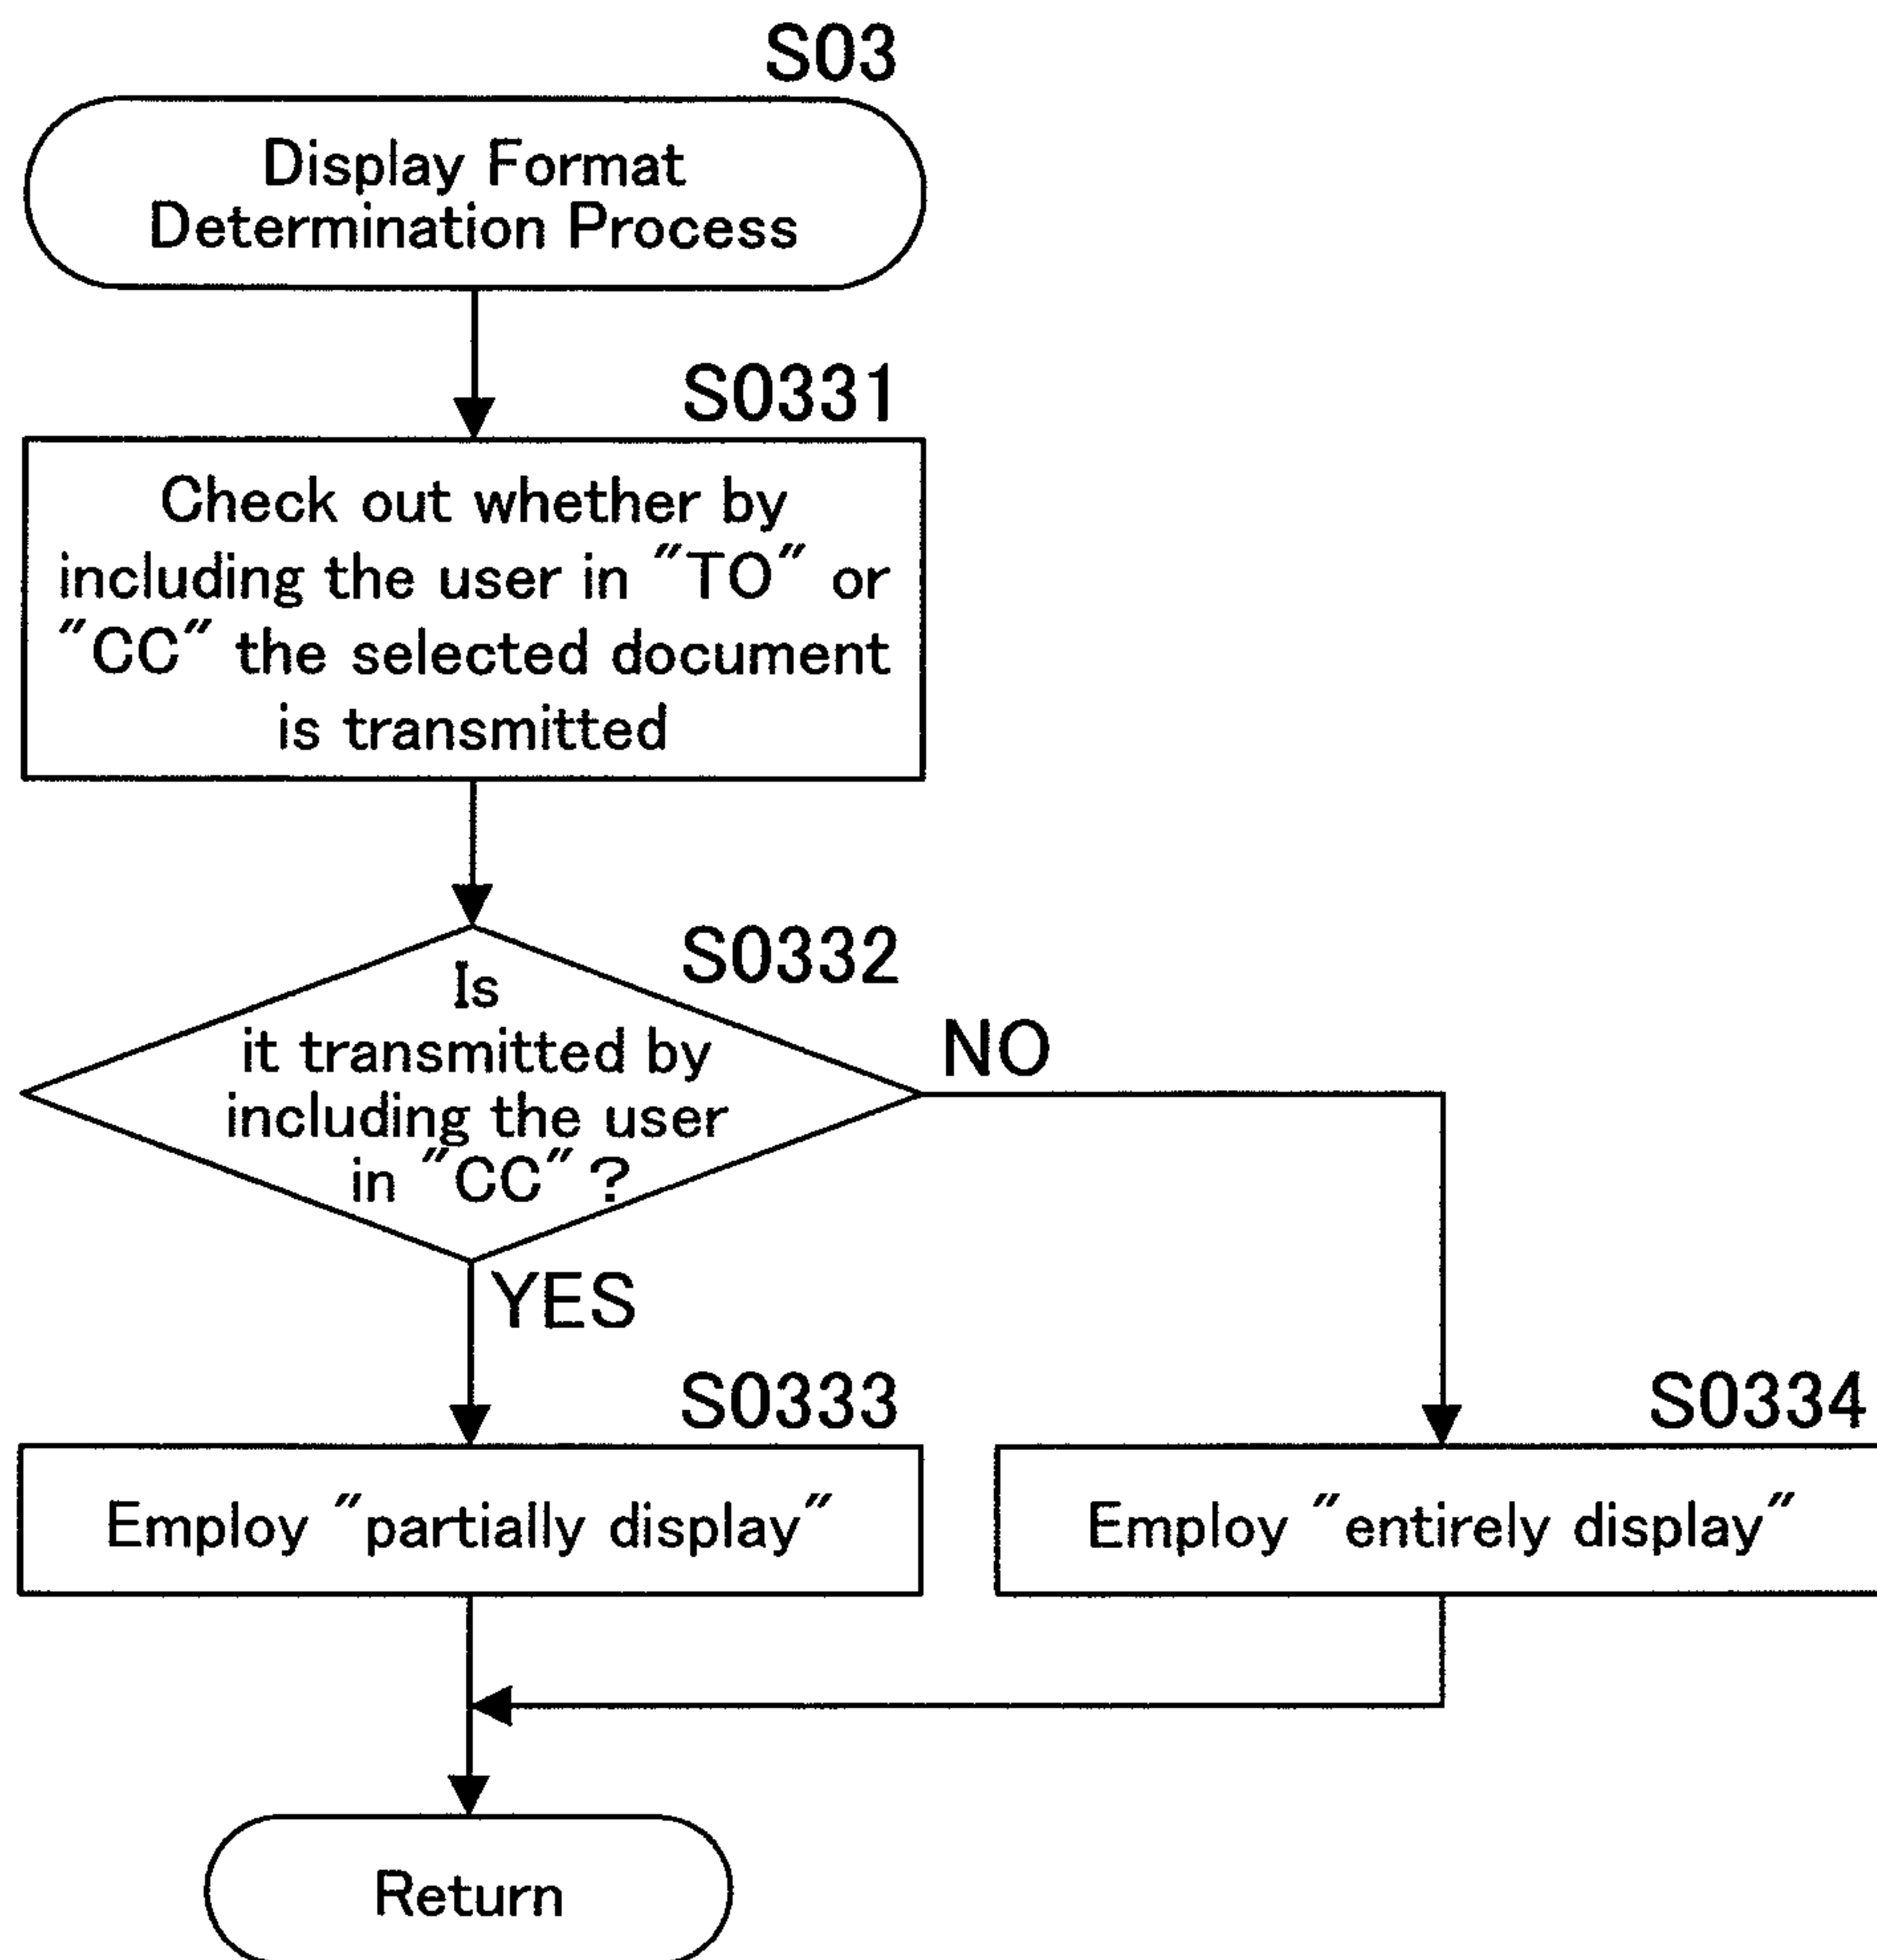 S03
Display Format
Determination Process
S0331
Check out whether by
including the user in "TO" or
"CC" the selected document
is transmitted
S0332
Is
it transmitted by
including the user
in "CC"?
NO
YES
S0333
Employ "partially display"
S0334
Employ "entirely display"
Return